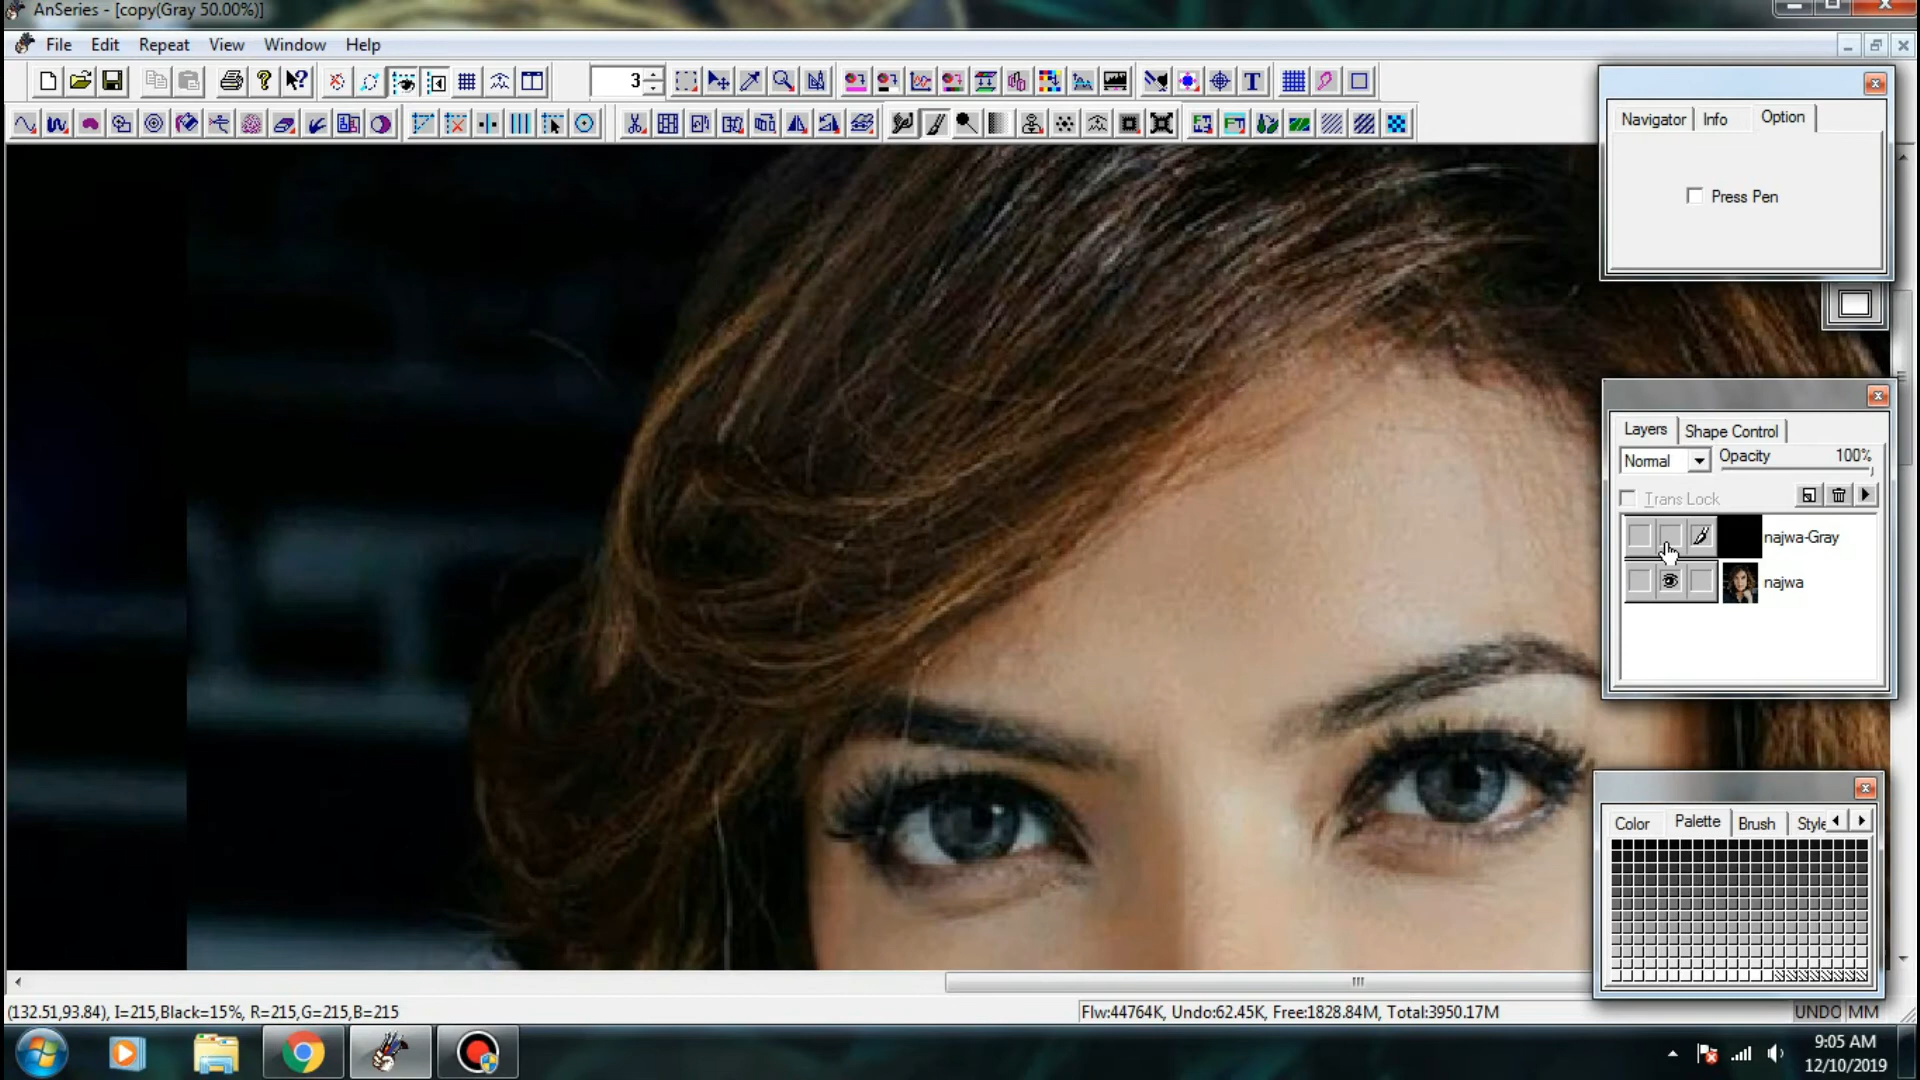 AnSeries - [copy(Gray 50.00%)]
File Edit Repeat View Window Help
3
Navigator Info Option
Press Pen
Layers Shape Control
Normal Opacity 100%
Trans Lock
najwa-Gray
najwa
Color Palette Brush Style
(132.51,93.84), I=215,Black=15%, R=215,G=215,B=215 Flw:44764K, Undo:62.45K, Free:1828.84M, Total:3950.17M UNDO MM
9:05 AM
12/10/2019